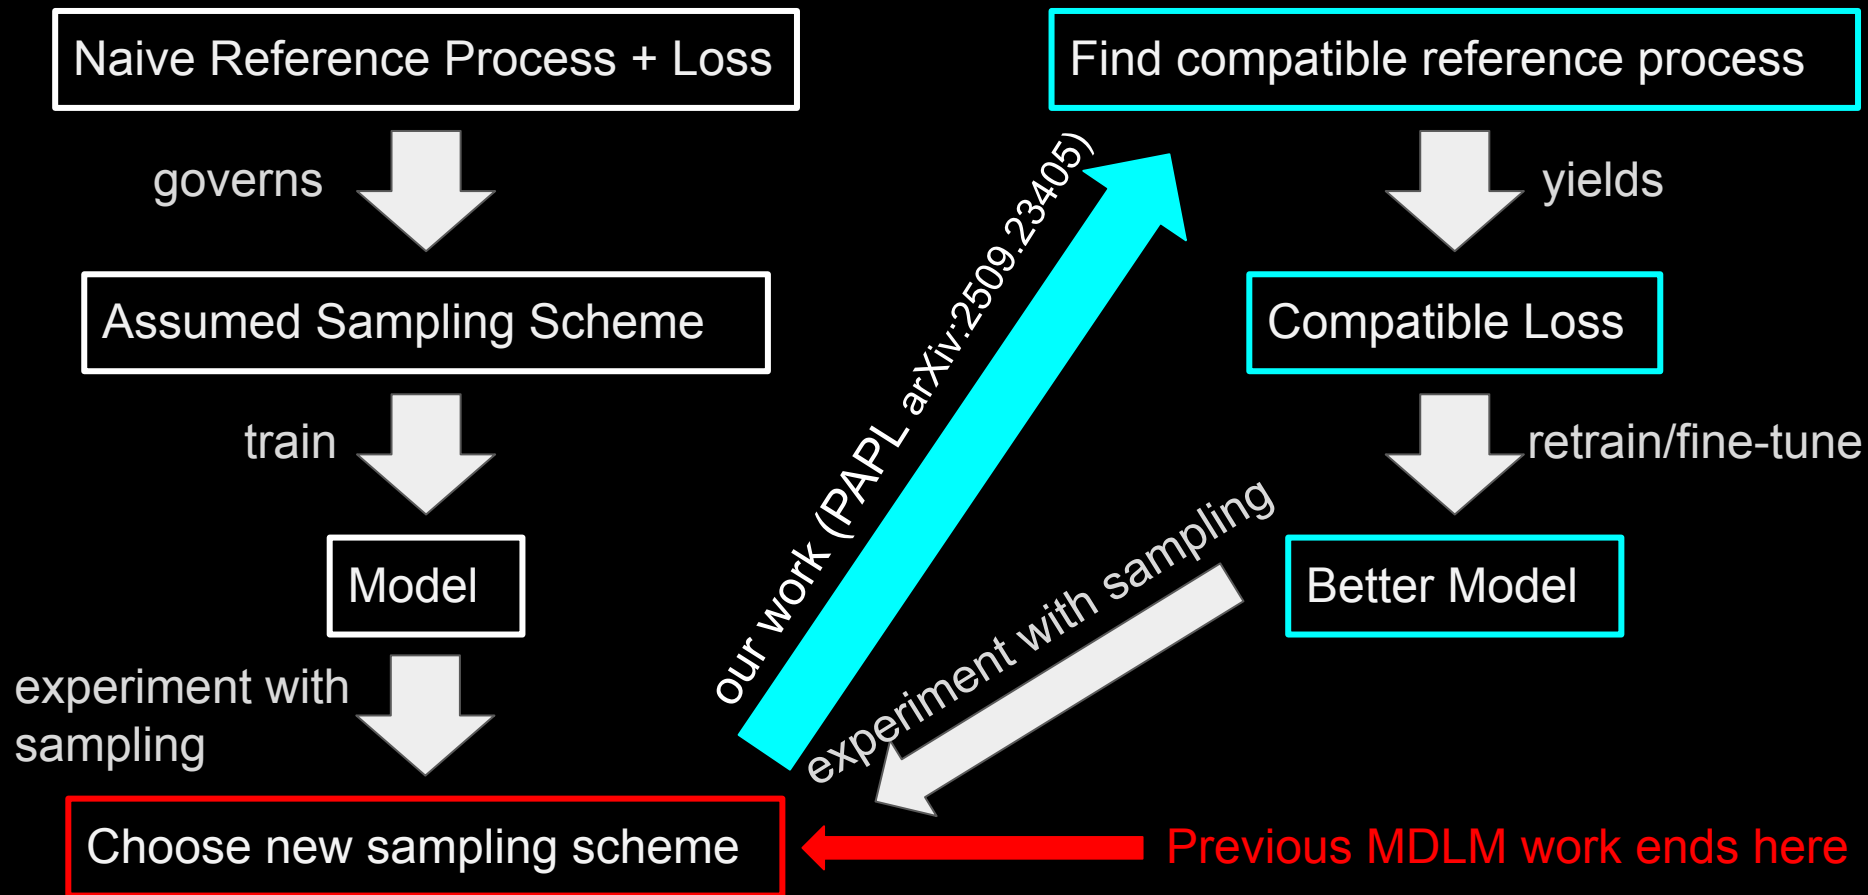 Naive Reference Process + Loss
governs
Assumed Sampling Scheme
train
Model
experiment with
sampling
Choose new sampling scheme
Previous MDLM work ends here
our work (PAPL arXiv:2509.23405)
Find compatible reference process
yields
Compatible Loss
retrain/fine-tune
Better Model
experiment with sampling